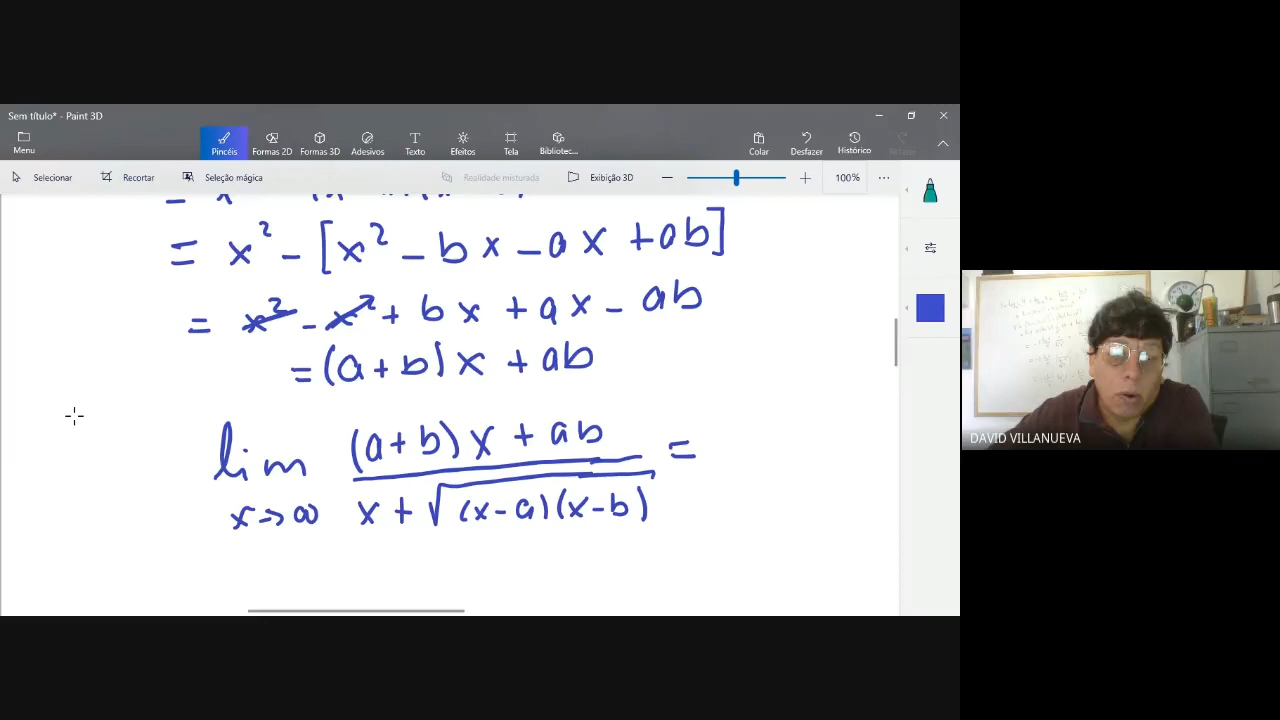 Sem título* - Paint 3D
Menu Pincéis Formas 2D Formas 3D Adesivos Texto Efeitos Tela Bibliotec... Colar Desfazer Histórico
Selecionar Recortar Seleção mágica Realidade misturada Exibição 3D 100%
= x² - [x² - bx - ax + ab]
= x² - x² + bx + ax - ab
= (a+b)x + ab
lim x→∞ (a+b)x + ab / x + √(x-a)(x-b) =
DAVID VILLANUEVA